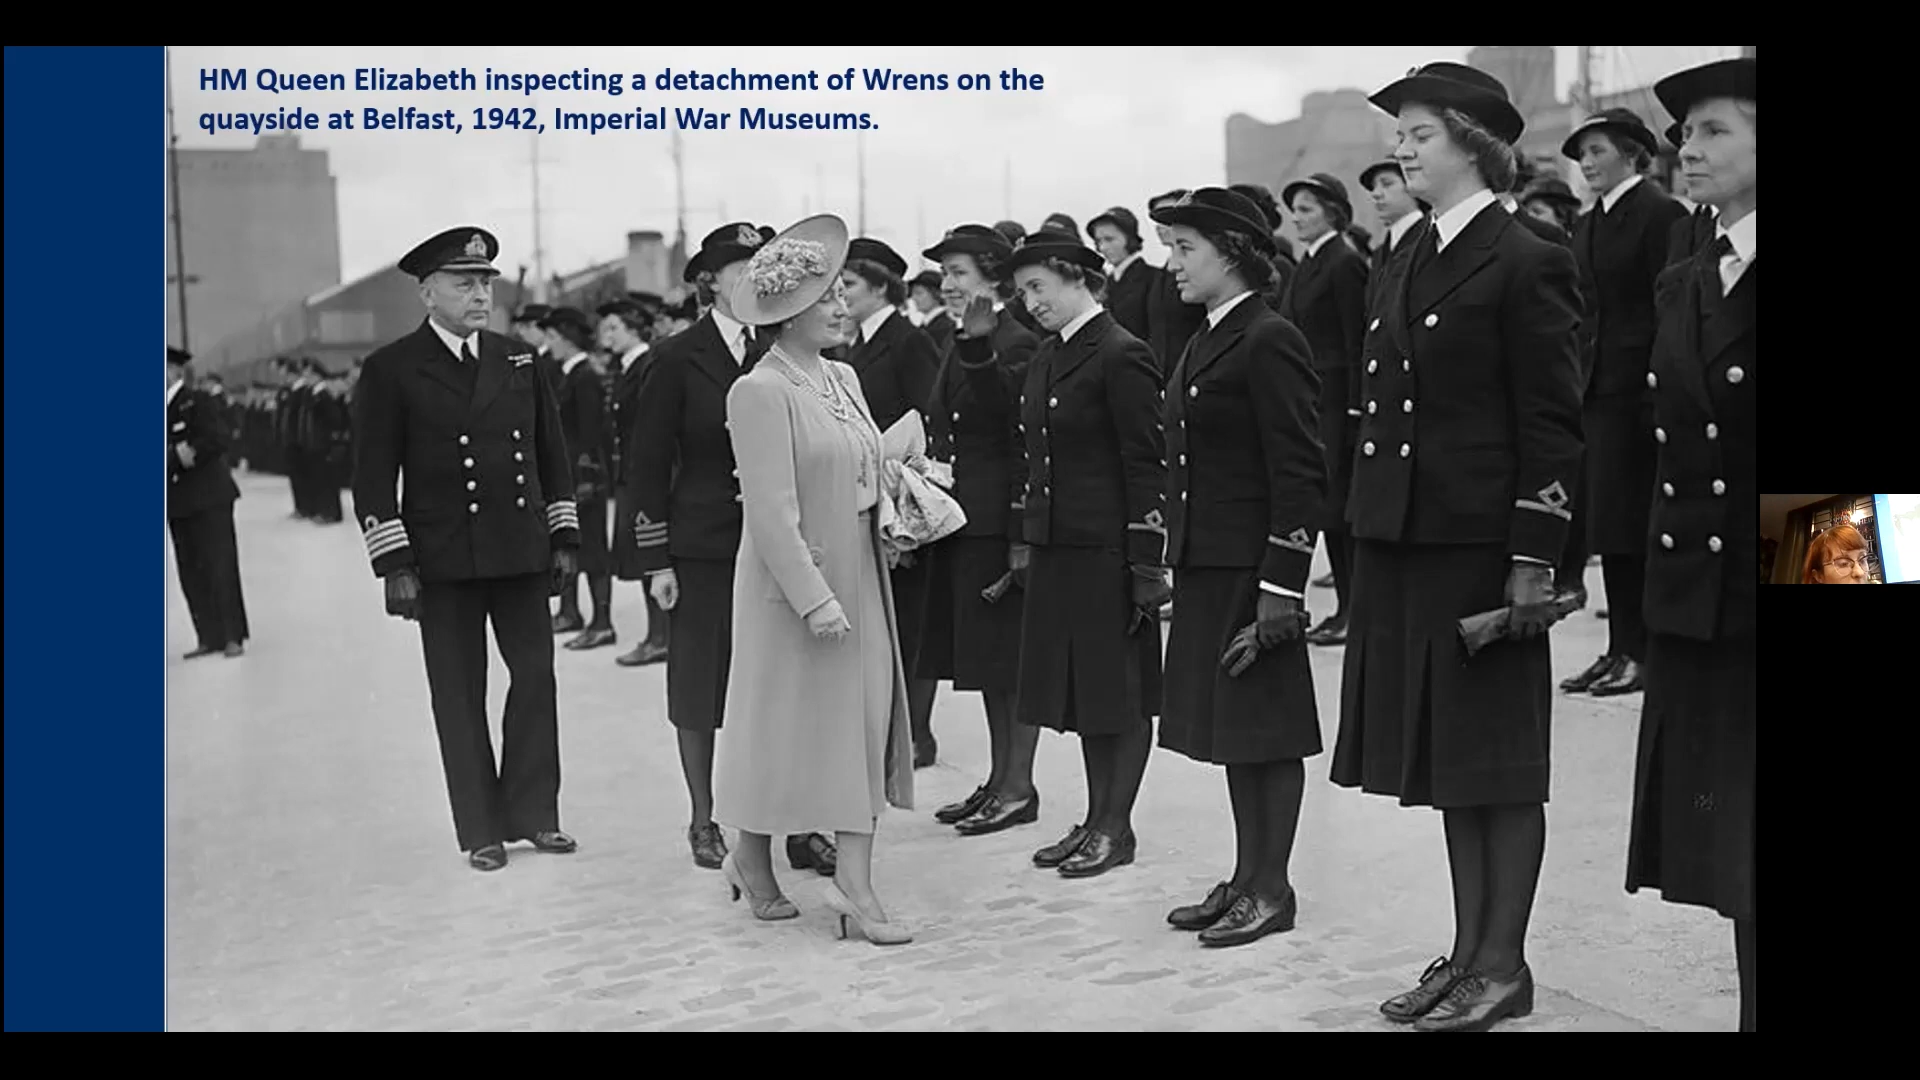 HM Queen Elizabeth inspecting a detachment of Wrens on the
quayside at Belfast, 1942, Imperial War Museums.